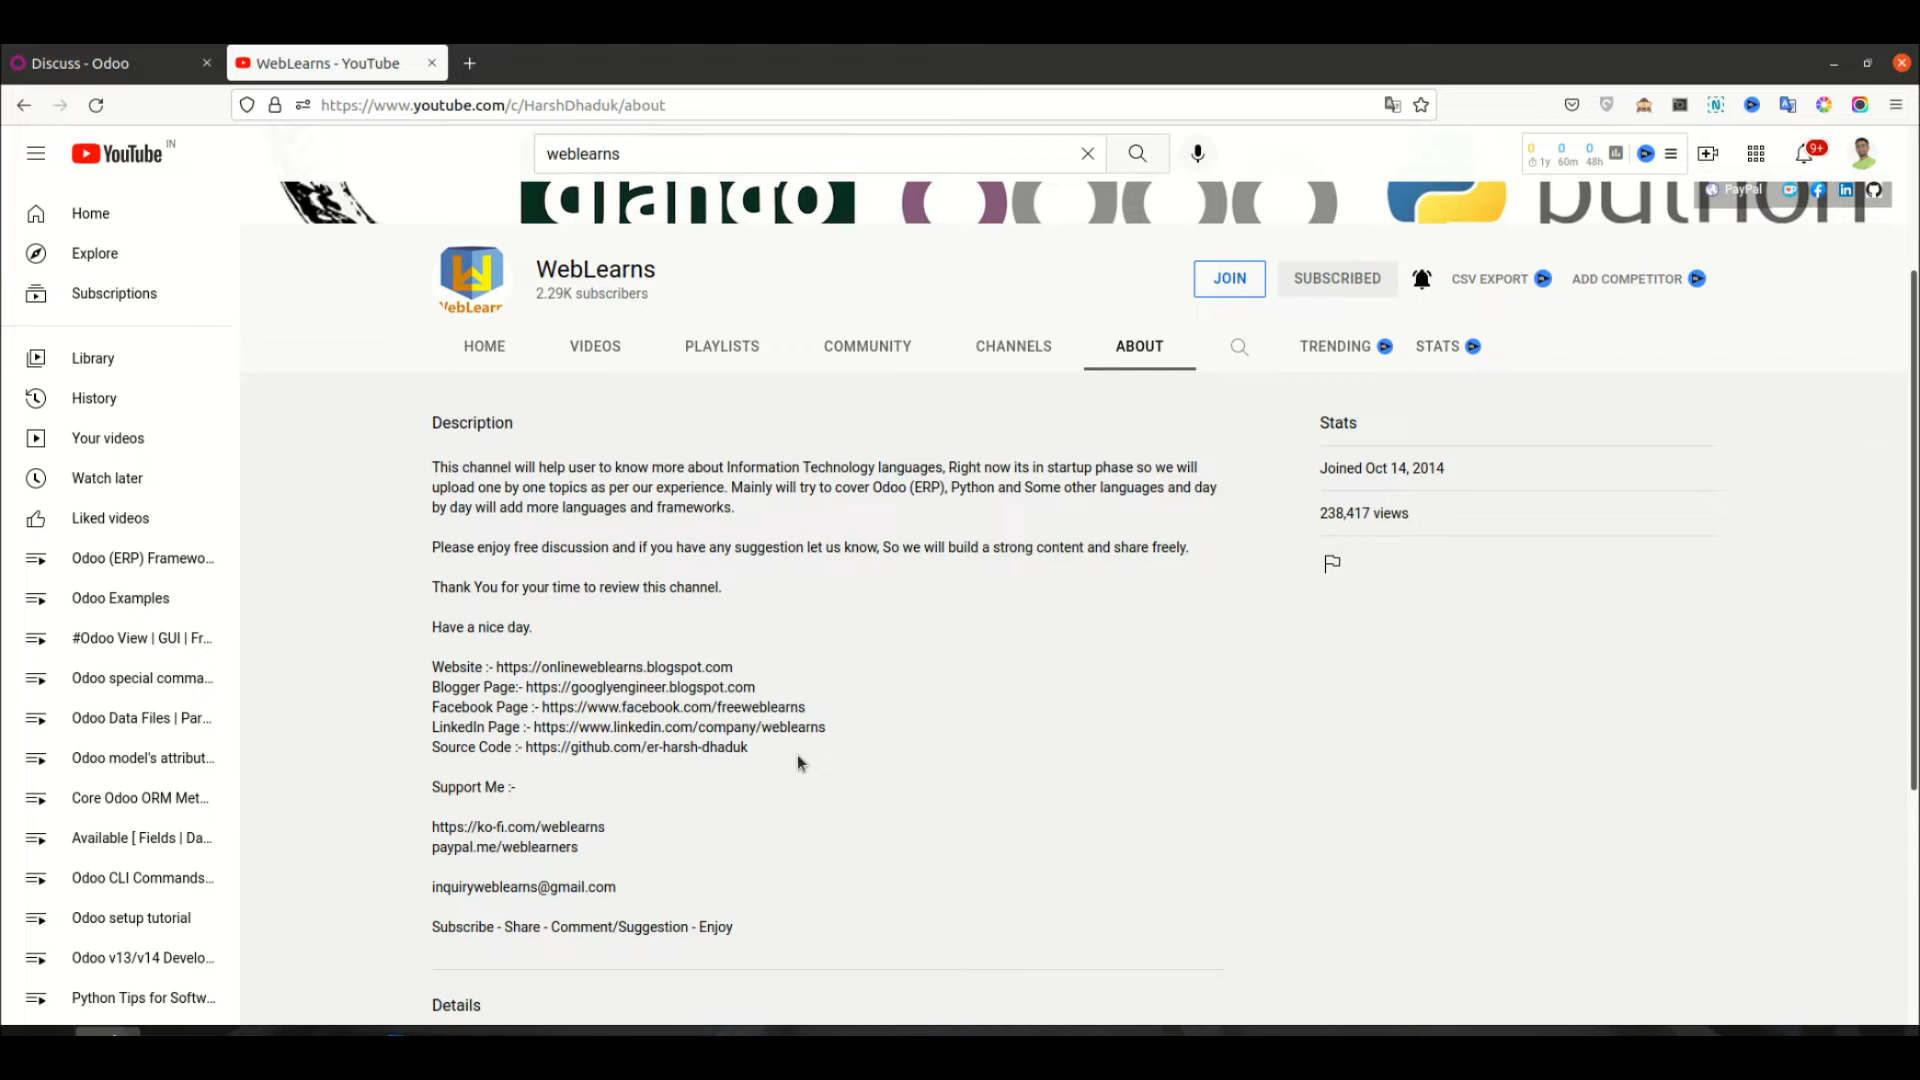 Discuss - Odoo
WebLearns - YouTube
https://www.youtube.com/c/HarshDhaduk/about
YouTube IN
weblearns
0 0 0
1y 60m 48h
9+
django odoo python
PayPal
Home
Explore
Subscriptions
Library
History
Your videos
Watch later
Liked videos
Odoo (ERP) Framewo...
Odoo Examples
#Odoo View | GUI | Fr...
Odoo special comma...
Odoo Data Files | Par...
Odoo model's attribut...
Core Odoo ORM Met...
Available [ Fields | Da...
Odoo CLI Commands...
Odoo setup tutorial
Odoo v13/v14 Develo...
Python Tips for Softw...
WebLearn
WebLearns
2.29K subscribers
JOIN
SUBSCRIBED
CSV EXPORT
ADD COMPETITOR
HOME
VIDEOS
PLAYLISTS
COMMUNITY
CHANNELS
ABOUT
TRENDING
STATS
Description
This channel will help user to know more about Information Technology languages, Right now its in startup phase so we will
upload one by one topics as per our experience. Mainly will try to cover Odoo (ERP), Python and Some other languages and day
by day will add more languages and frameworks.
Please enjoy free discussion and if you have any suggestion let us know, So we will build a strong content and share freely.
Thank You for your time to review this channel.
Have a nice day.
Website :- https://onlineweblearns.blogspot.com
Blogger Page:- https://googlyengineer.blogspot.com
Facebook Page :- https://www.facebook.com/freeweblearns
LinkedIn Page :- https://www.linkedin.com/company/weblearns
Source Code :- https://github.com/er-harsh-dhaduk
Support Me :-
https://ko-fi.com/weblearns
paypal.me/weblearners
inquiryweblearns@gmail.com
Subscribe - Share - Comment/Suggestion - Enjoy
Details
Stats
Joined Oct 14, 2014
238,417 views